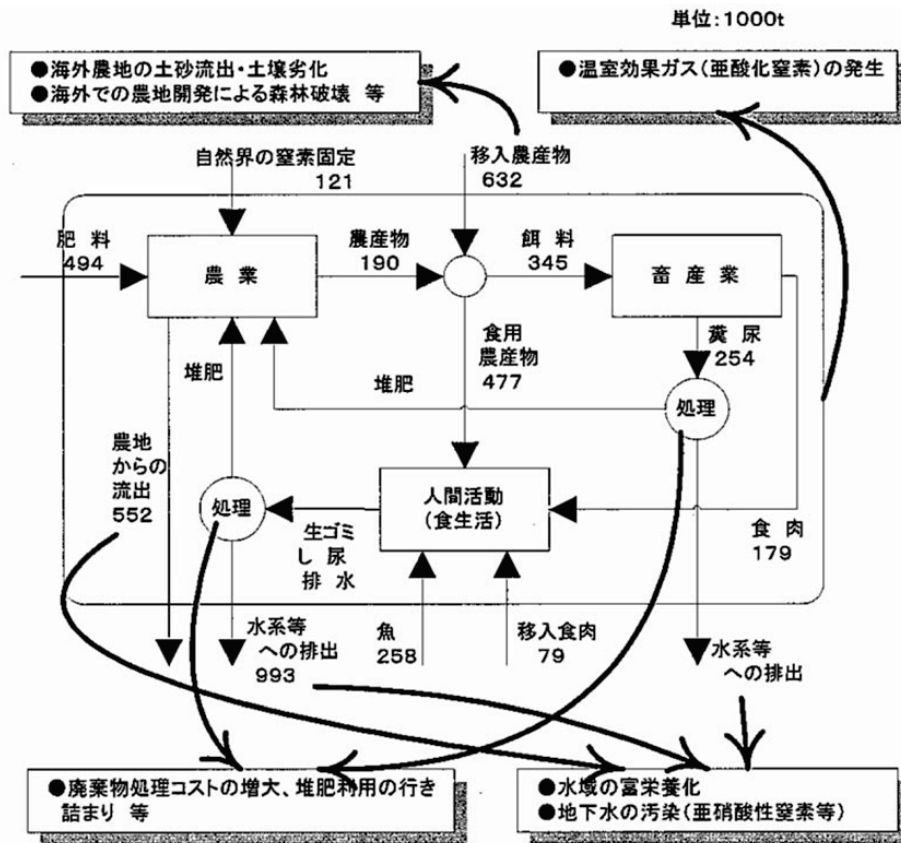 単位:1000t
●海外農地の土砂流出・土壌劣化
●海外での農地開発による森林破壊 等
●温室効果ガス(亜酸化窒素)の発生
自然界の窒素固定
121
移入農産物
632
肥 料
494
農 業
農産物
190
餌 料
345
畜 産 業
食用
農産物
477
糞 尿
254
堆肥
堆肥
処理
農地
からの
流出
552
処理
人間活動
(食生活)
生ゴミ
し 尿
排 水
食 肉
179
水系等
への排出
993
魚
258
移入食肉
79
水系等
への排出
●廃棄物処理コストの増大、堆肥利用の行き
詰まり 等
●水域の富栄養化
●地下水の汚染(亜硝酸性窒素等)